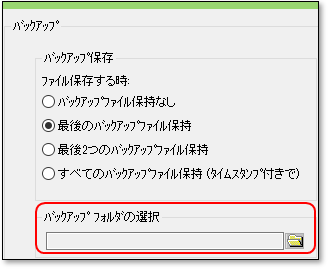 バックアップ
バックアップ保存
ファイル保存する時:
バックアップファイル保持なし
最後のバックアップファイル保持
最後2つのバックアップファイル保持
すべてのバックアップファイル保持 (タイムスタンプ付きで)
バックアップフォルダの選択